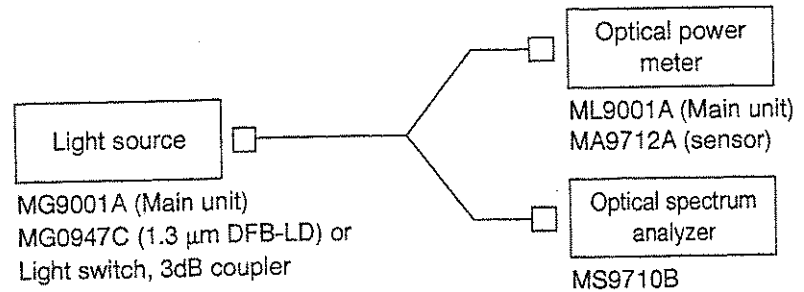 Optical power
meter
ML9001A (Main unit)
MA9712A (sensor)
Light source
MG9001A (Main unit)
MG0947C (1.3 μm DFB-LD) or
Light switch, 3dB coupler
Optical spectrum
analyzer
MS9710B